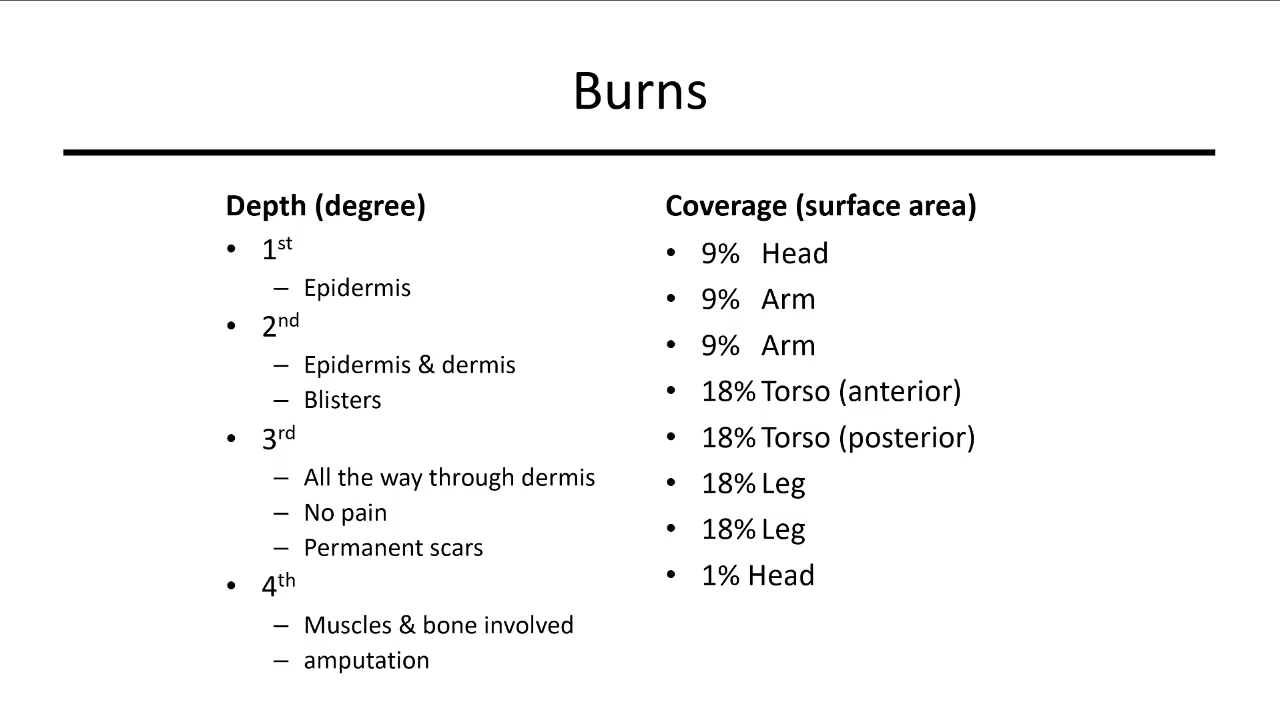 Burns
Depth (degree)
• 1st
– Epidermis
• 2nd
– Epidermis & dermis
– Blisters
• 3rd
– All the way through dermis
– No pain
– Permanent scars
• 4th
– Muscles & bone involved
– amputation
Coverage (surface area)
• 9% Head
• 9% Arm
• 9% Arm
• 18% Torso (anterior)
• 18% Torso (posterior)
• 18% Leg
• 18% Leg
• 1% Head